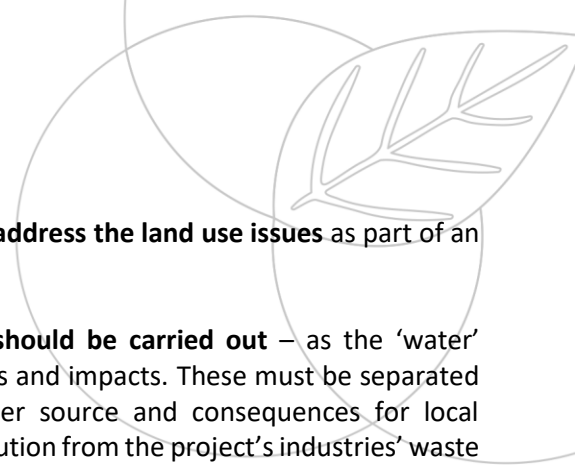 address the land use issues as part of an
should be carried out – as the ‘water’
s and impacts. These must be separated
er source and consequences for local
ution from the project’s industries’ waste